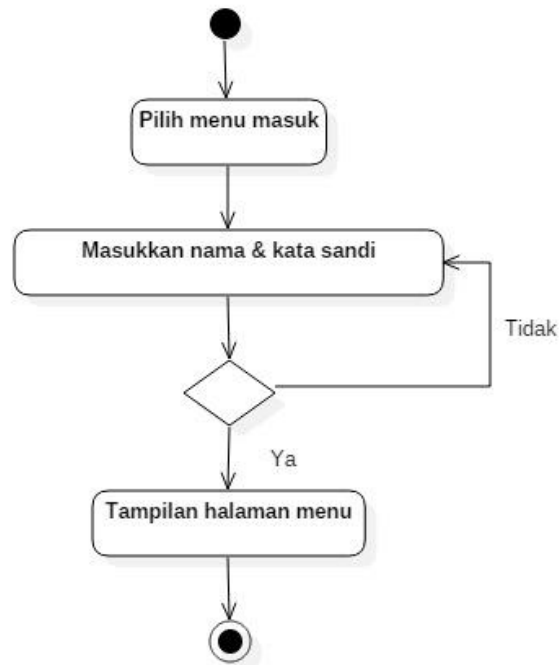 Pilih menu masuk
Masukkan nama & kata sandi
Tidak
Ya
Tampilan halaman menu